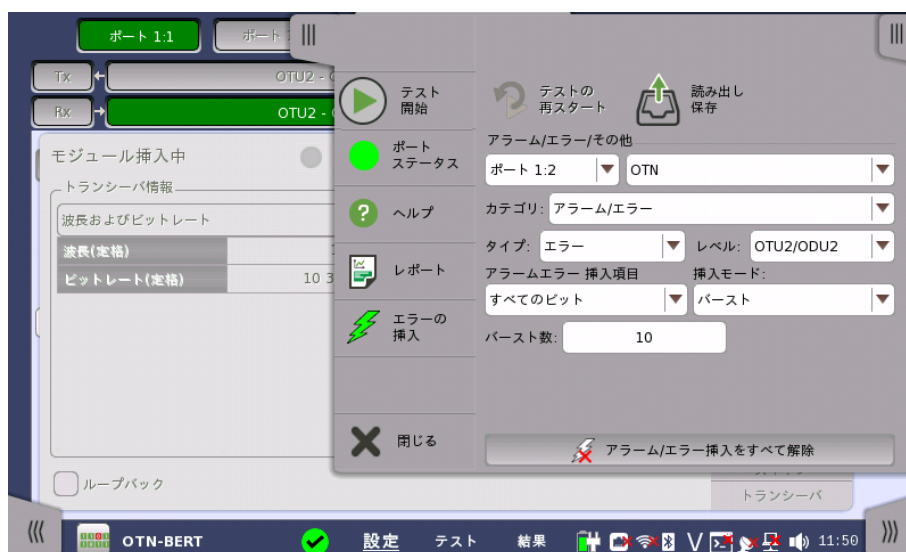 ポート 1:1
ポート
Tx
OTU2 -
Rx
OTU2 -
モジュール挿入中
トランシーバ情報
波長およびビットレート
波長(定格)
ビットレート(定格)
10 3
ループバック
テスト
開始
ポート
ステータス
ヘルプ
レポート
エラーの
挿入
閉じる
テストの
再スタート
読み出し
保存
アラーム/エラー/その他
ポート 1:2
OTN
カテゴリ: アラーム/エラー
タイプ: エラー
レベル: OTU2/ODU2
アラームエラー 挿入項目
挿入モード:
すべてのビット
バースト
バースト数: 10
アラーム/エラー挿入をすべて解除
トランシーバ
OTN-BERT
設定
テスト
結果
11:50